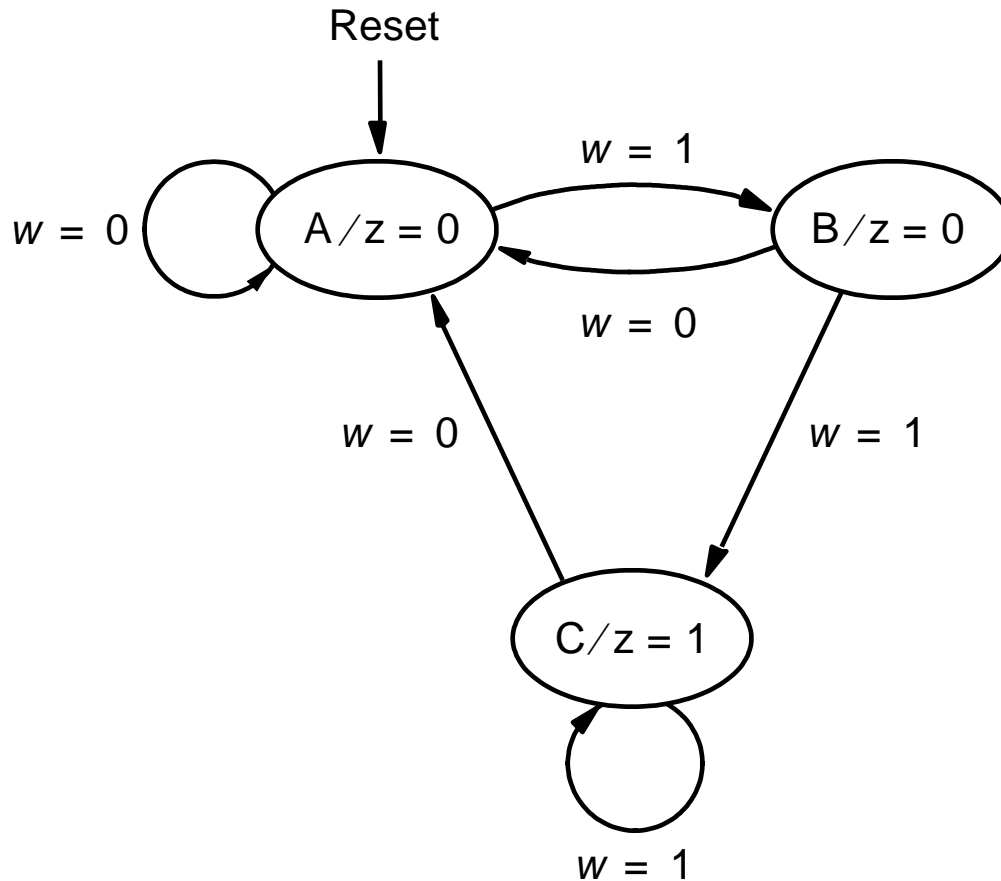 Reset
w = 1
w = 0
A ∕ z = 0
B ∕ z = 0
w = 0
w = 0
w = 1
C ∕ z = 1
w = 1